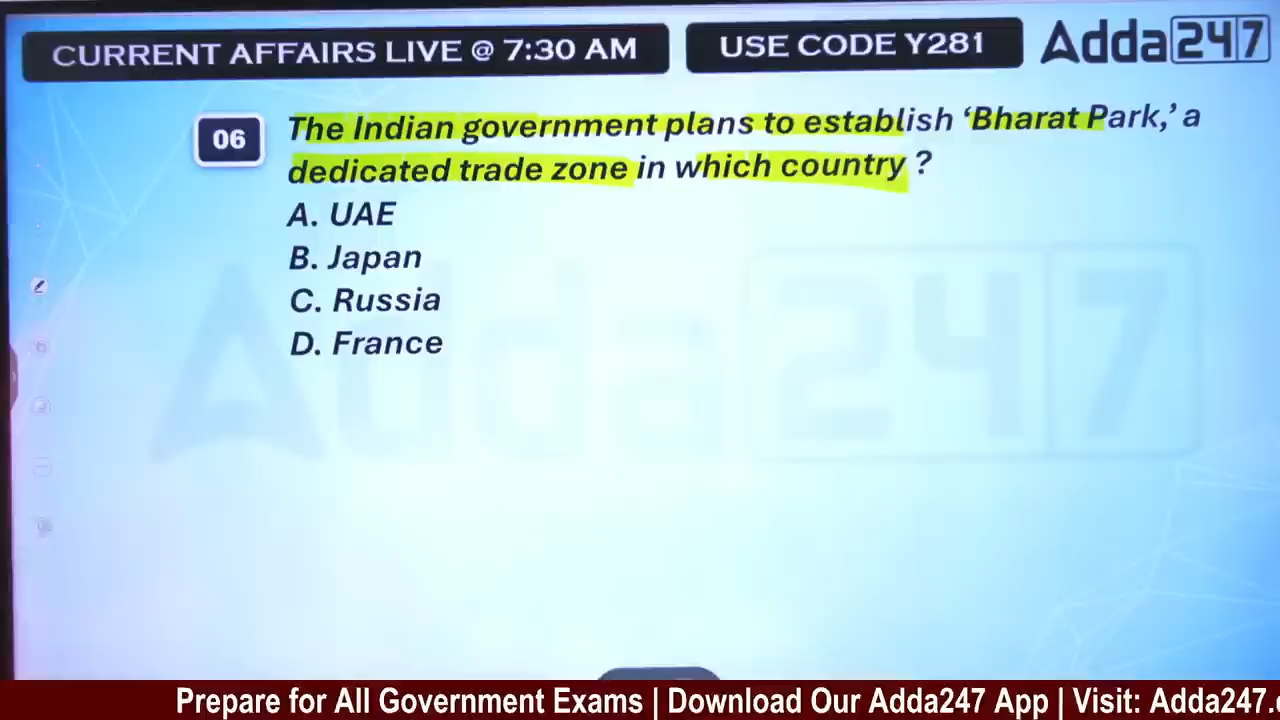 CURRENT AFFAIRS LIVE @ 7:30 AM
USE CODE Y281
Adda247
06
The Indian government plans to establish ‘Bharat Park,’ a
dedicated trade zone in which country ?
A. UAE
B. Japan
C. Russia
D. France
Adda247
Prepare for All Government Exams | Download Our Adda247 App | Visit: Adda247.